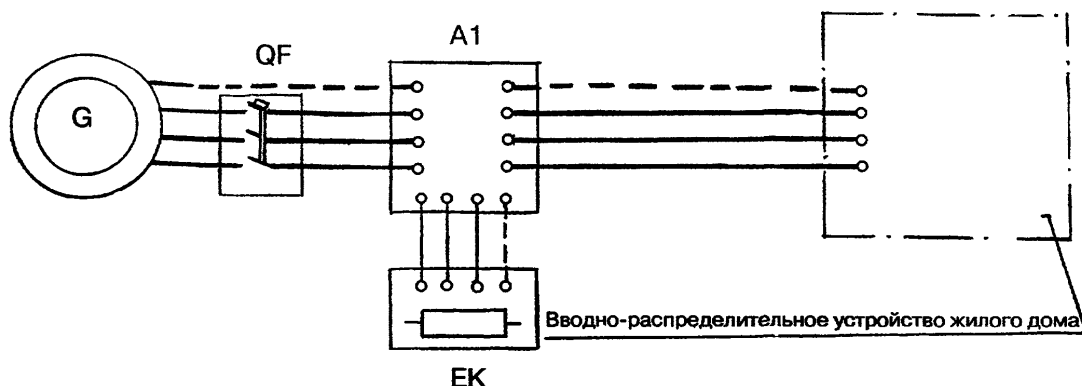 A1
QF
G
Вводно-распределительное устройство жилого дома
EK